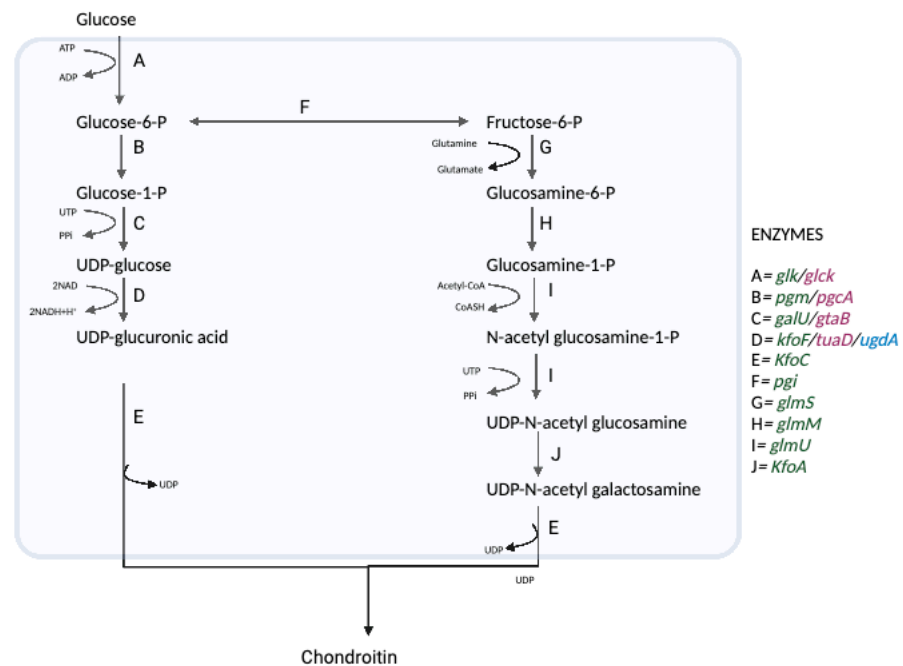 Glucose
ATP
A
ADP
F
Glucose-6-P
Fructose-6-P
B
Glutamine
G
Glutamate
Glucose-1-P
Glucosamine-6-P
UTP
C
H
PPi
UDP-glucose
Glucosamine-1-P
2NAD
D
Acetyl-CoA
I
2NADH+H⁺
CoASH
UDP-glucuronic acid
N-acetyl glucosamine-1-P
UTP
I
PPi
E
UDP-N-acetyl glucosamine
J
UDP
UDP-N-acetyl galactosamine
E
UDP
UDP
Chondroitin
ENZYMES
A= glk/glck
B= pgm/pgcA
C= galU/gtaB
D= kfoF/tuaD/ugdA
E= KfoC
F= pgi
G= glmS
H= glmM
I= glmU
J= KfoA